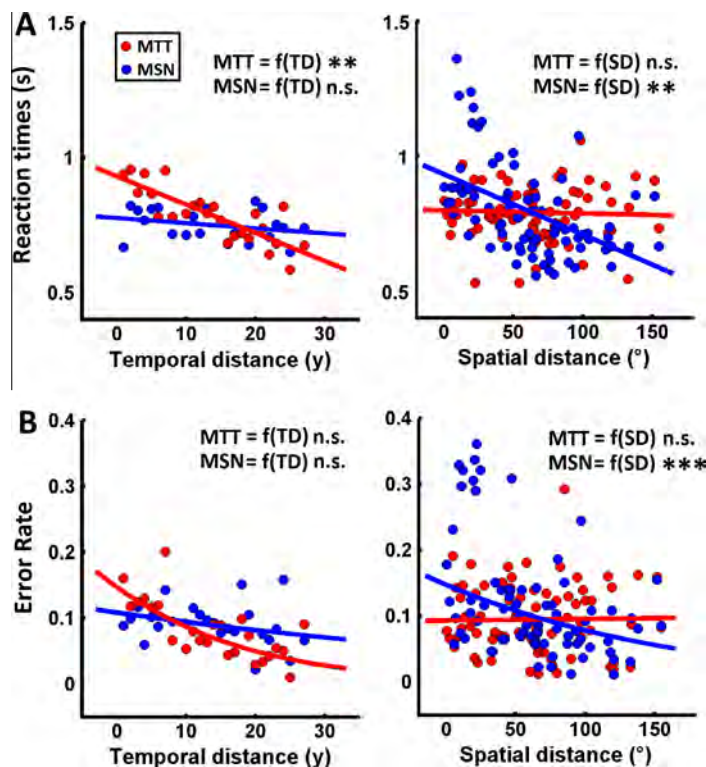 A
1.5
1
0.5
Reaction times (s)
MTT
MSN
MTT = f(TD) **
MSN= f(TD) n.s.
0 10 20 30
Temporal distance (y)
1.5
1
0.5
MTT = f(SD) n.s.
MSN= f(SD) **
0 50 100 150
Spatial distance (°)
B
0.4
0.3
0.2
0.1
0
Error Rate
MTT = f(TD) n.s.
MSN= f(TD) n.s.
0 10 20 30
Temporal distance (y)
0.4
0.3
0.2
0.1
0
MTT = f(SD) n.s.
MSN= f(SD) ***
0 50 100 150
Spatial distance (°)